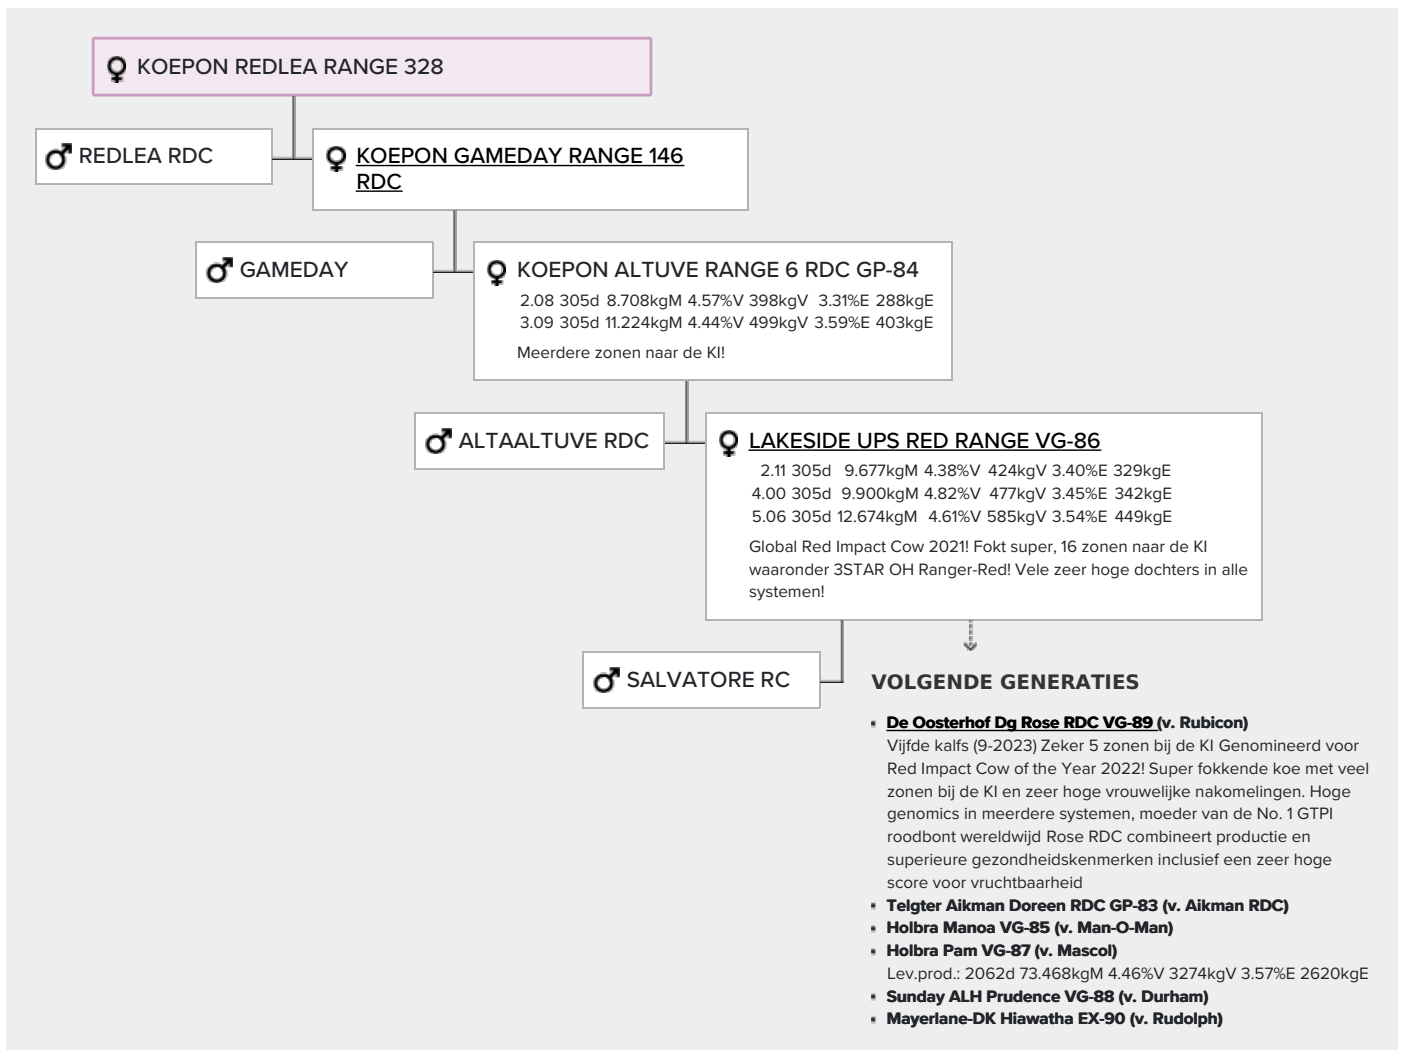 KOEPON REDLEA RANGE 328
REDLEA RDC
KOEPON GAMEDAY RANGE 146
RDC
GAMEDAY
KOEPON ALTUVE RANGE 6 RDC GP-84
2.08 305d 8.708kgM 4.57%V 398kgV 3.31%E 288kgE
3.09 305d 11.224kgM 4.44%V 499kgV 3.59%E 403kgE
Meerdere zonen naar de KI!
ALTAALTUVE RDC
LAKESIDE UPS RED RANGE VG-86
2.11 305d 9.677kgM 4.38%V 424kgV 3.40%E 329kgE
4.00 305d 9.900kgM 4.82%V 477kgV 3.45%E 342kgE
5.06 305d 12.674kgM 4.61%V 585kgV 3.54%E 449kgE
Global Red Impact Cow 2021! Fokt super, 16 zonen naar de KI
waaronder 3STAR OH Ranger-Red! Vele zeer hoge dochters in alle
systemen!
SALVATORE RC
VOLGENDE GENERATIES
De Oosterhof Dg Rose RDC VG-89 (v. Rubicon)
Vijfde kalfs (9-2023) Zeker 5 zonen bij de KI Genomineerd voor
Red Impact Cow of the Year 2022! Super fokkende koe met veel
zonen bij de KI en zeer hoge vrouwelijke nakomelingen. Hoge
genomics in meerdere systemen, moeder van de No. 1 GTPI
roodbont wereldwijd Rose RDC combineert productie en
superieure gezondheidskenmerken inclusief een zeer hoge
score voor vruchtbaarheid
Telgter Aikman Doreen RDC GP-83 (v. Aikman RDC)
Holbra Manoa VG-85 (v. Man-O-Man)
Holbra Pam VG-87 (v. Mascol)
Lev.prod.: 2062d 73.468kgM 4.46%V 3274kgV 3.57%E 2620kgE
Sunday ALH Prudence VG-88 (v. Durham)
Mayerlane-DK Hiawatha EX-90 (v. Rudolph)